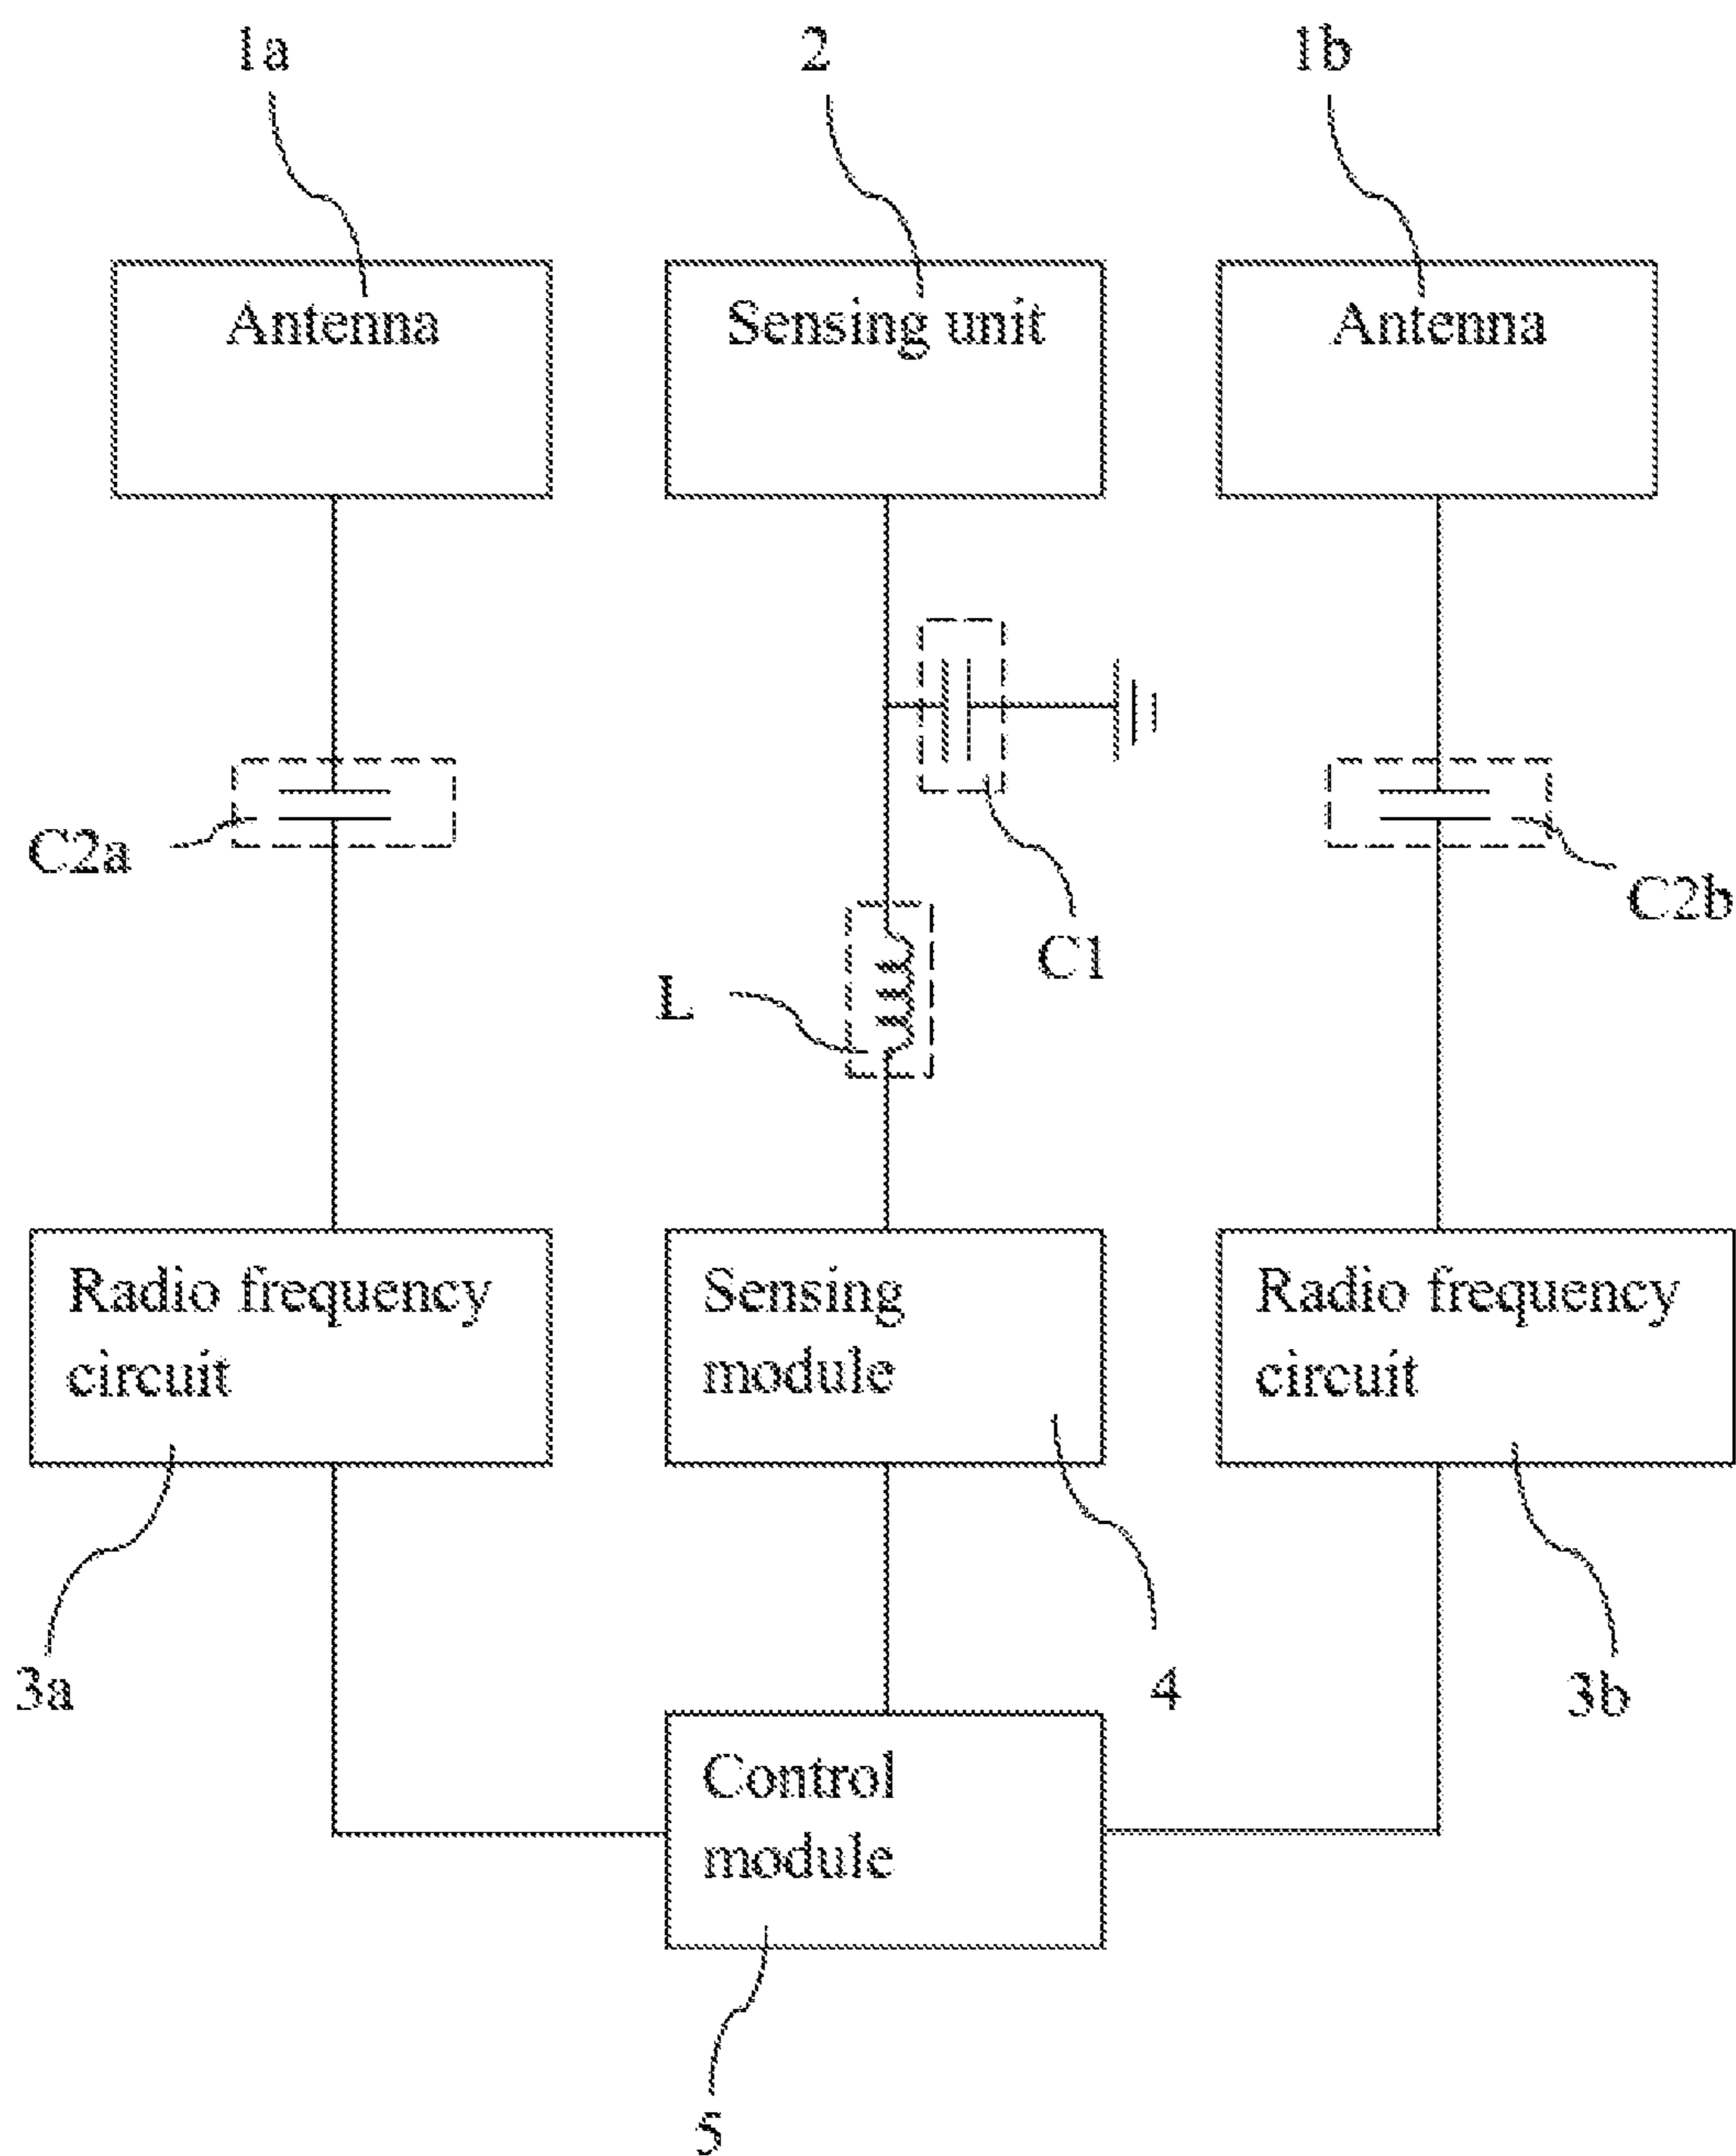 1a
2
1b
Antenna
Sensing unit
Antenna
C2a
C2b
C1
L
Radio frequency
circuit
Sensing
module
Radio frequency
circuit
3a
4
3b
Control
module
5